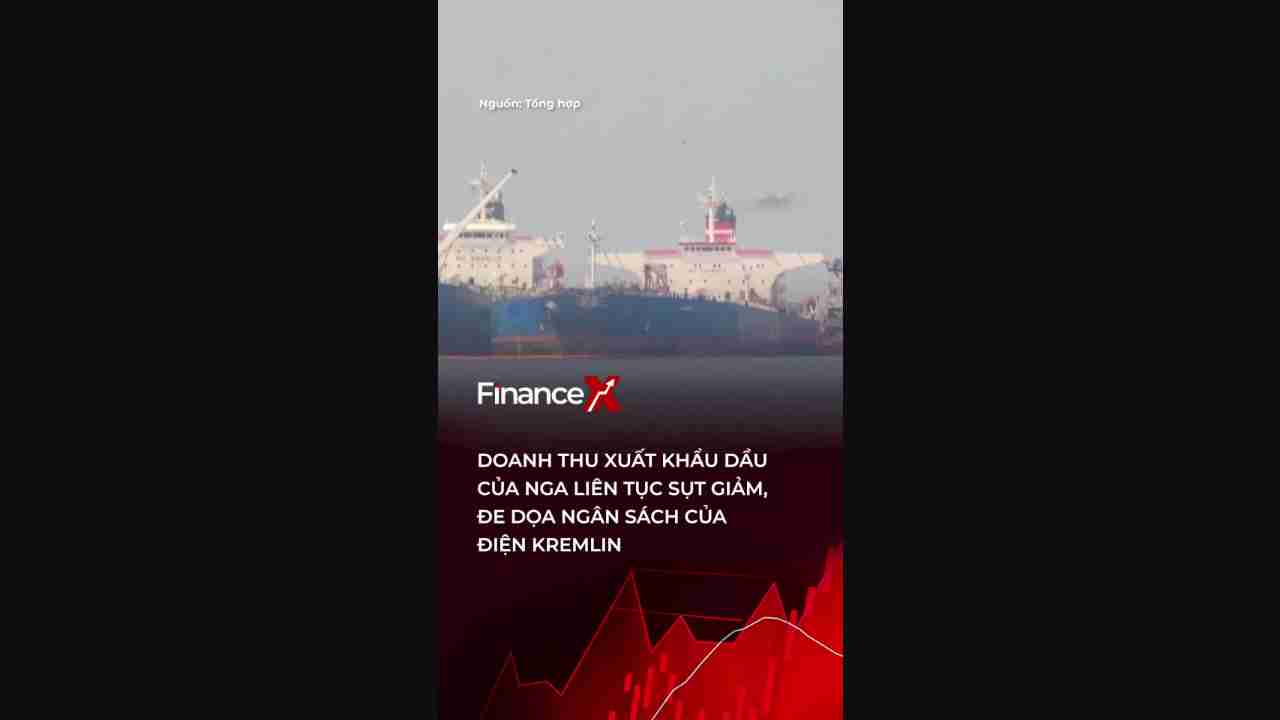 Nguồn: Tổng hợp
FinanceX
DOANH THU XUẤT KHẨU DẦU
CỦA NGA LIÊN TỤC SỤT GIẢM,
ĐE DỌA NGÂN SÁCH CỦA
ĐIỆN KREMLIN